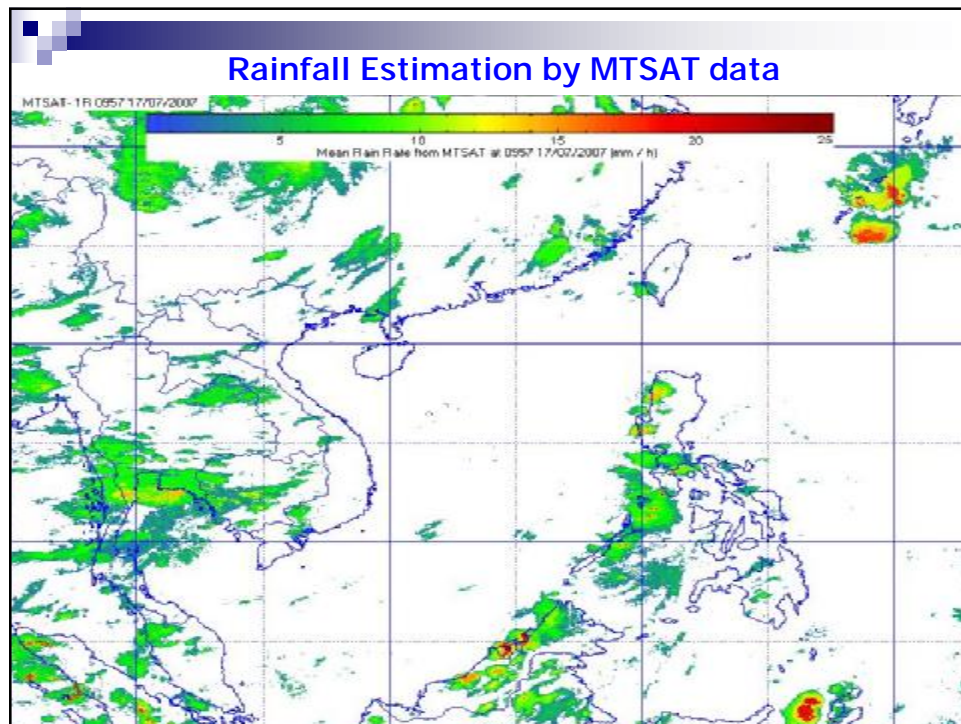 Rainfall Estimation by MTSAT data
MTSAT-1R 0957 17/07/2007
5 10 15 20 25
Mean Rain Rate from MTSAT at 0957 17/07/2007 (mm / h)